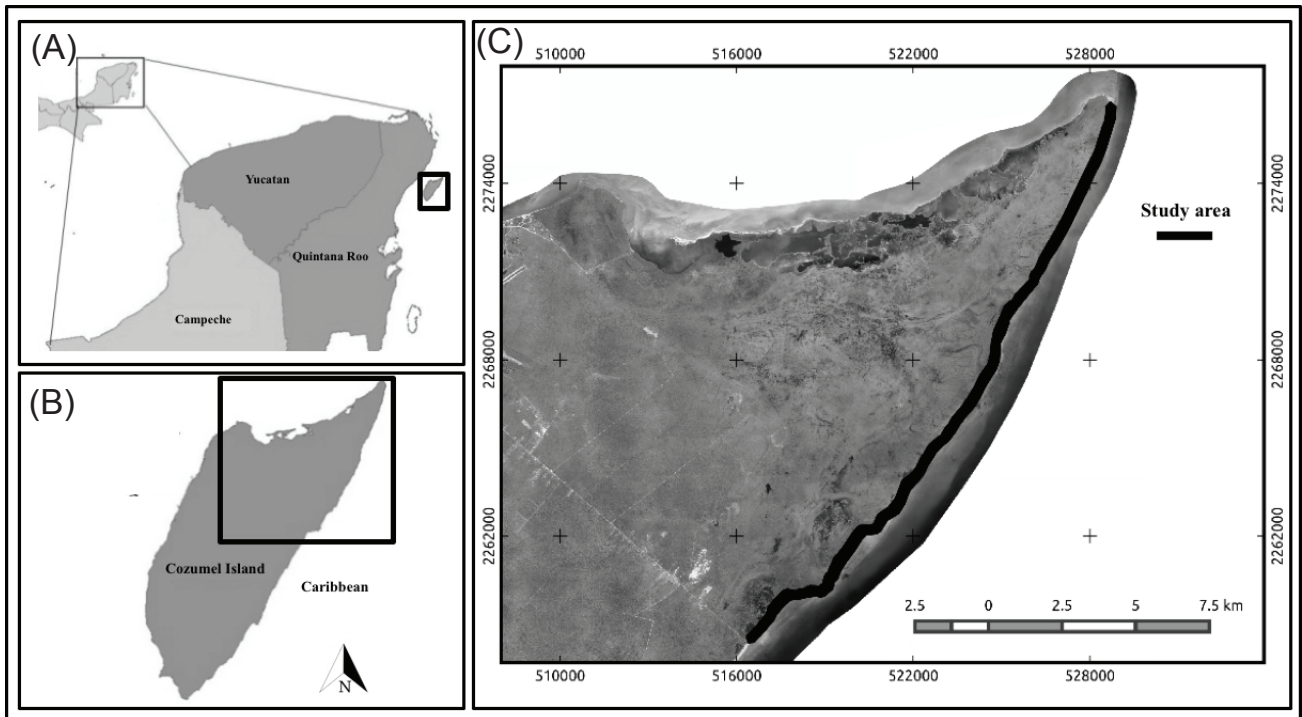 (A)
Yucatan
Quintana Roo
Campeche
(B)
Cozumel Island
Caribbean
N
(C)
510000 516000 522000 528000
2274000 2274000
Study area
2268000 2268000
2262000 2262000
2.5 0 2.5 5 7.5 km
510000 516000 522000 528000